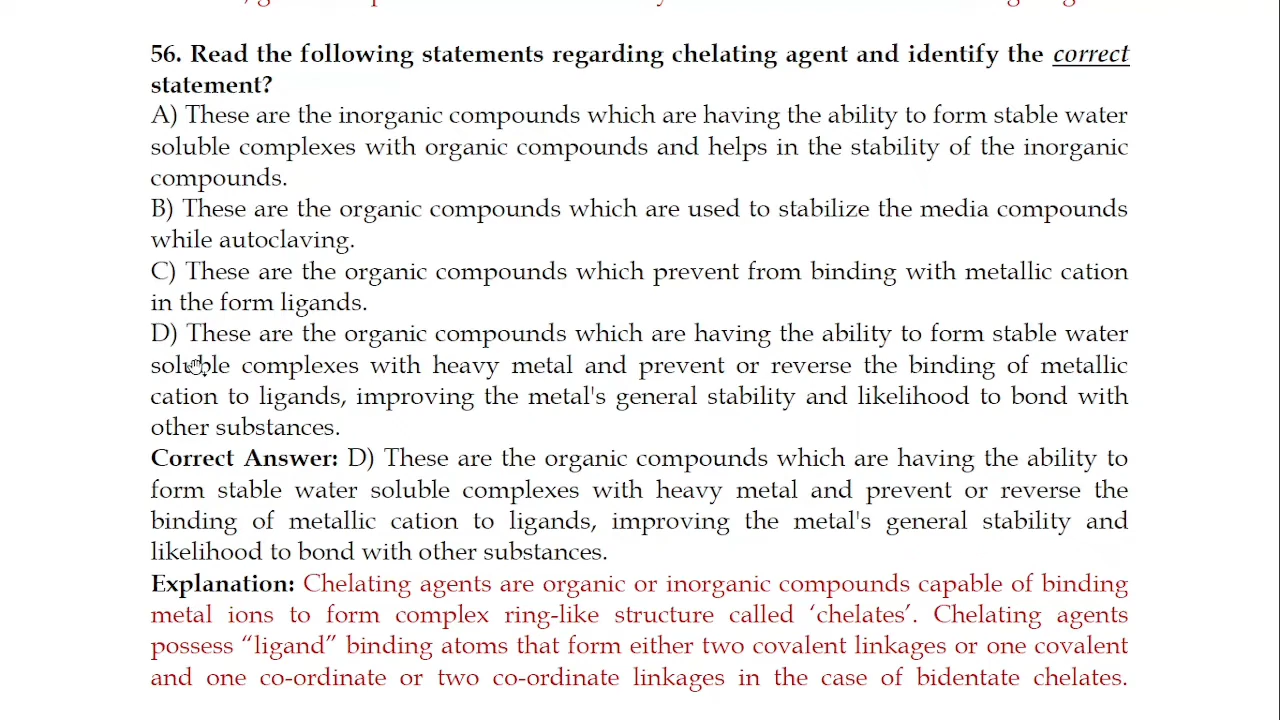 56. Read the following statements regarding chelating agent and identify the correct
statement?
A) These are the inorganic compounds which are having the ability to form stable water
soluble complexes with organic compounds and helps in the stability of the inorganic
compounds.
B) These are the organic compounds which are used to stabilize the media compounds
while autoclaving.
C) These are the organic compounds which prevent from binding with metallic cation
in the form ligands.
D) These are the organic compounds which are having the ability to form stable water
soluble complexes with heavy metal and prevent or reverse the binding of metallic
cation to ligands, improving the metal's general stability and likelihood to bond with
other substances.
Correct Answer: D) These are the organic compounds which are having the ability to
form stable water soluble complexes with heavy metal and prevent or reverse the
binding of metallic cation to ligands, improving the metal's general stability and
likelihood to bond with other substances.
Explanation: Chelating agents are organic or inorganic compounds capable of binding
metal ions to form complex ring-like structure called ‘chelates’. Chelating agents
possess “ligand” binding atoms that form either two covalent linkages or one covalent
and one co-ordinate or two co-ordinate linkages in the case of bidentate chelates.